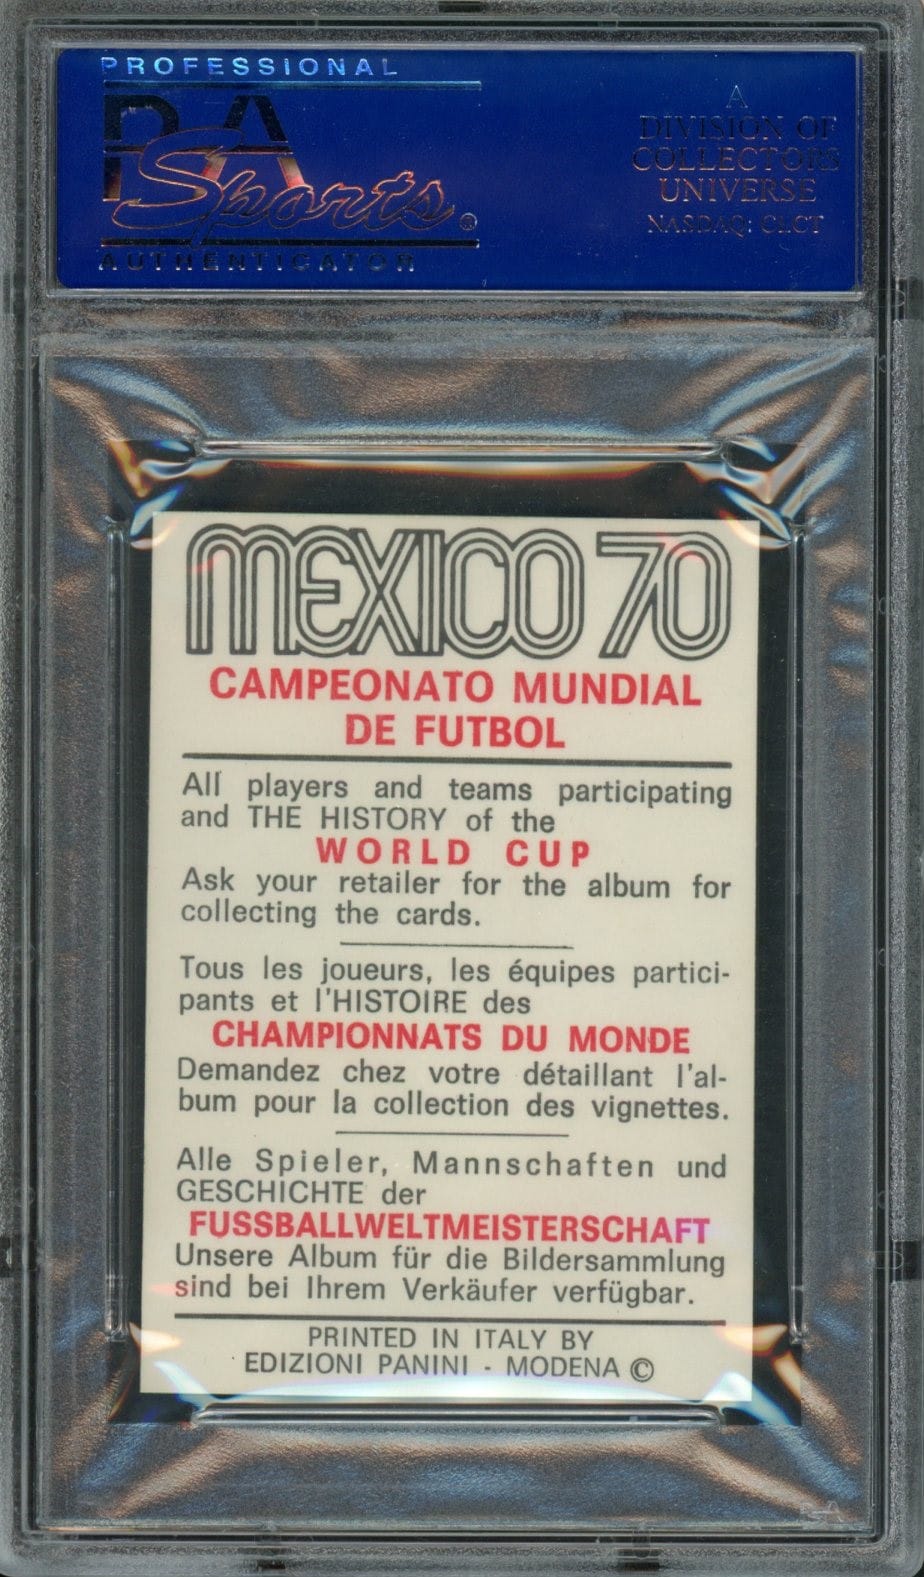 PROFESSIONAL
PSA
Sports®
AUTHENTICATOR
A
DIVISION OF
COLLECTORS
UNIVERSE
NASDAQ: CLCT
MEXICO 70
CAMPEONATO MUNDIAL
DE FUTBOL
All players and teams participating
and THE HISTORY of the
WORLD CUP
Ask your retailer for the album for
collecting the cards.
Tous les joueurs, les équipes partici-
pants et l'HISTOIRE des
CHAMPIONNATS DU MONDE
Demandez chez votre détaillant l'al-
bum pour la collection des vignettes.
Alle Spieler, Mannschaften und
GESCHICHTE der
FUSSBALLWELTMEISTERSCHAFT
Unsere Album für die Bildersammlung
sind bei Ihrem Verkäufer verfügbar.
PRINTED IN ITALY BY
EDIZIONI PANINI - MODENA ©